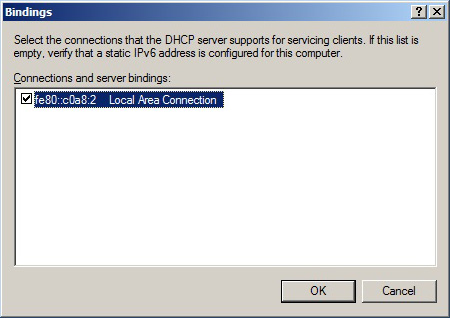 Bindings
Select the connections that the DHCP server supports for servicing clients. If this list is
empty, verify that a static IPv6 address is configured for this computer.
Connections and server bindings:
fe80::c0a8:2 Local Area Connection
OK Cancel